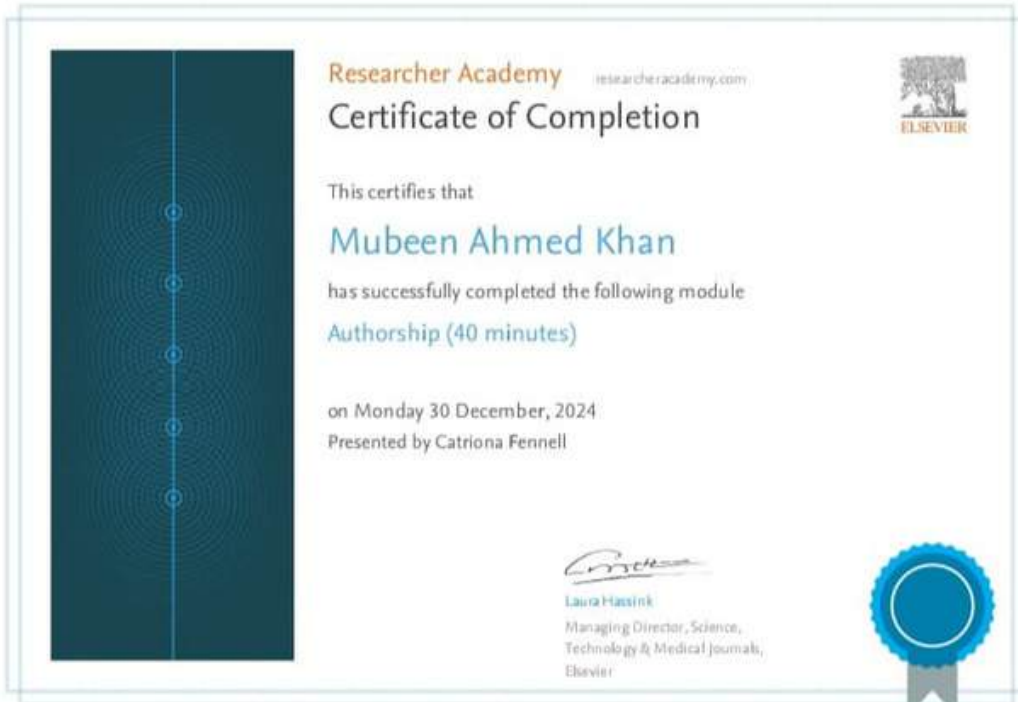 Researcher Academy researcheracademy.com
Certificate of Completion
ELSEVIER
This certifies that
Mubeen Ahmed Khan
has successfully completed the following module
Authorship (40 minutes)
on Monday 30 December, 2024
Presented by Catriona Fennell
Laura Hassink
Managing Director, Science,
Technology & Medical Journals,
Elsevier